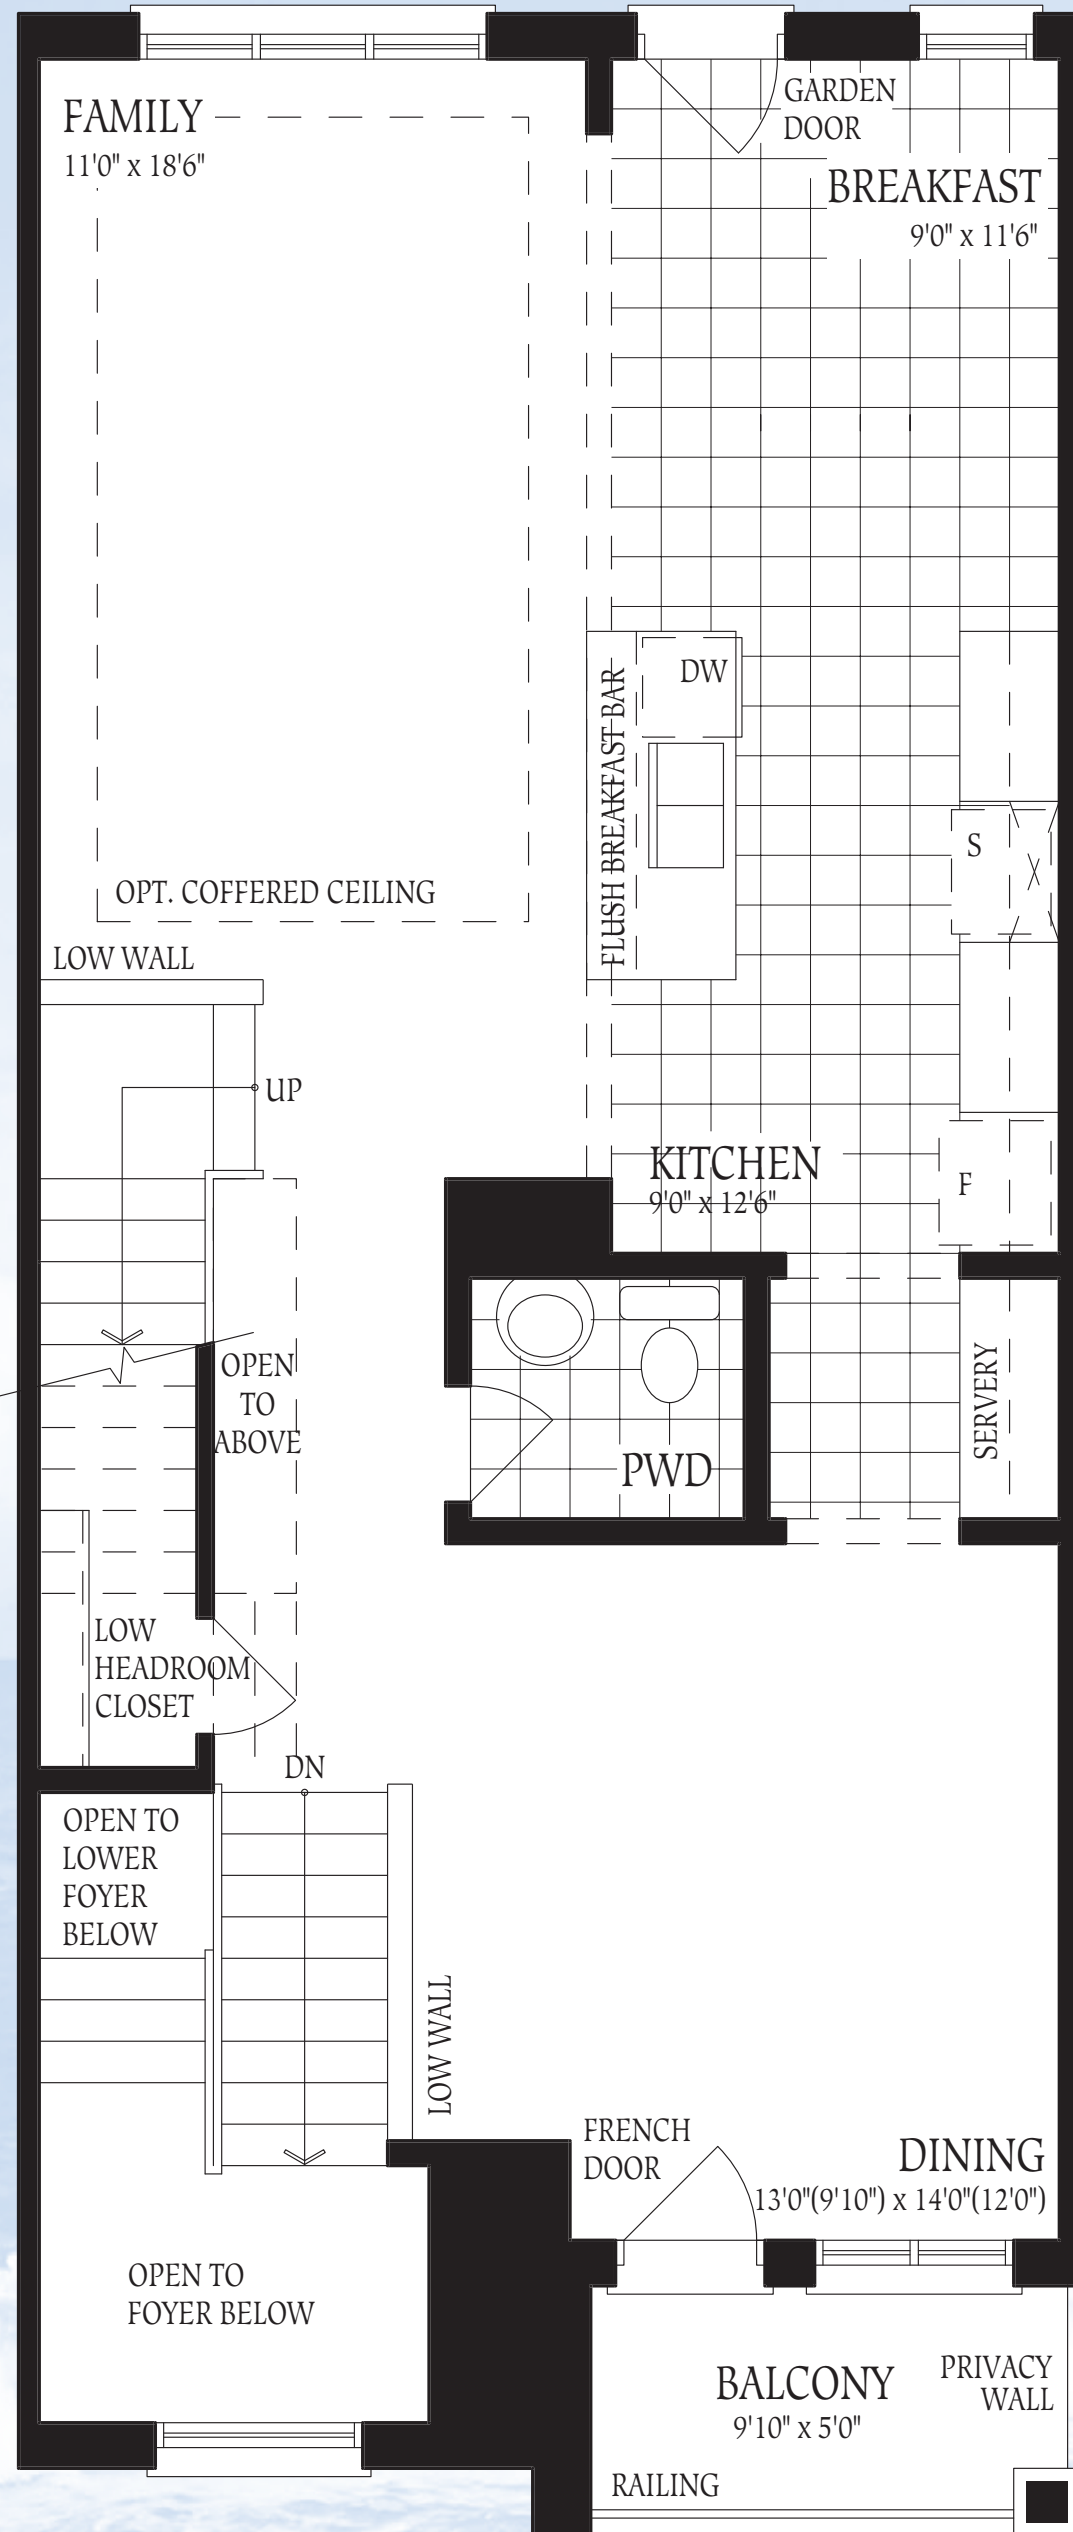 FAMILY
11'0" x 18'6"
GARDEN
DOOR
BREAKFAST
9'0" x 11'6"
DW
FLUSH BREAKFAST BAR
S
OPT. COFFERED CEILING
LOW WALL
UP
KITCHEN
9'0" x 12'6"
F
OPEN
TO
ABOVE
SERVERY
PWD
LOW
HEADROOM
CLOSET
DN
OPEN TO
LOWER
FOYER
BELOW
LOW WALL
FRENCH
DOOR
DINING
13'0"(9'10") x 14'0"(12'0")
OPEN TO
FOYER BELOW
BALCONY
9'10" x 5'0"
PRIVACY
WALL
RAILING